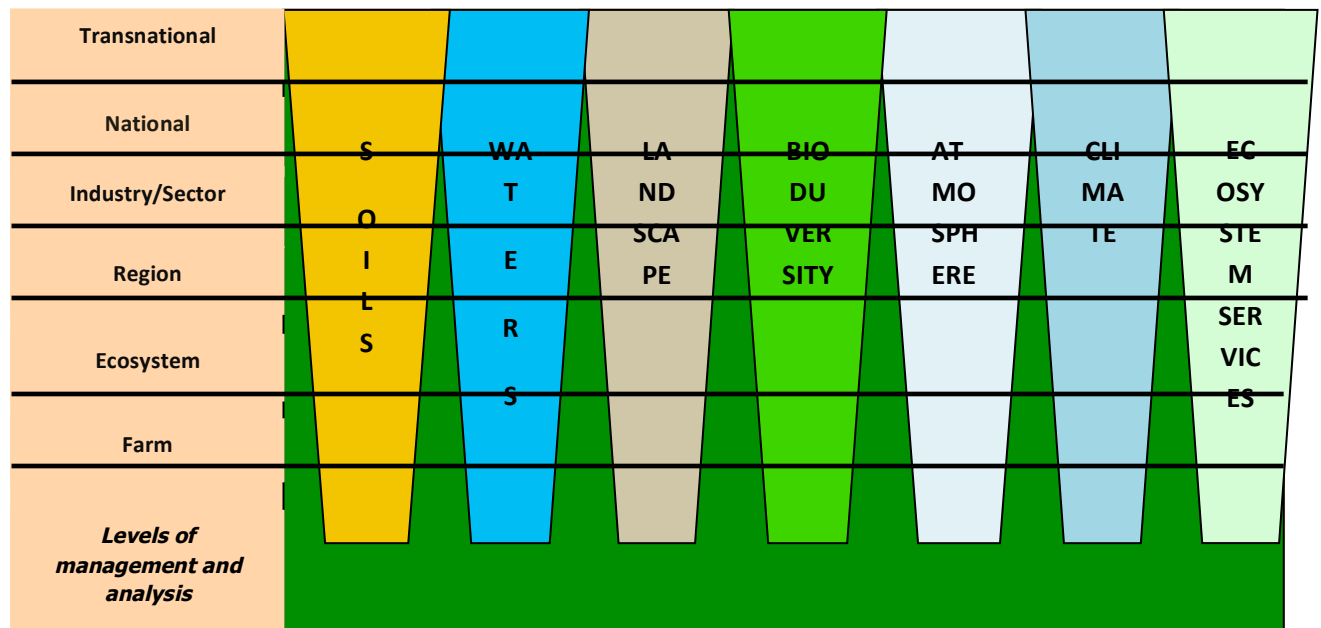 Transnational
National
Industry/Sector
Region
Ecosystem
Farm
Levels of
management and
analysis
S
O
I
L
S
WA
T
E
R
S
LA
ND
SCA
PE
BIO
DU
VER
SITY
AT
MO
SPH
ERE
CLI
MA
TE
EC
OSY
STE
M
SER
VIC
ES